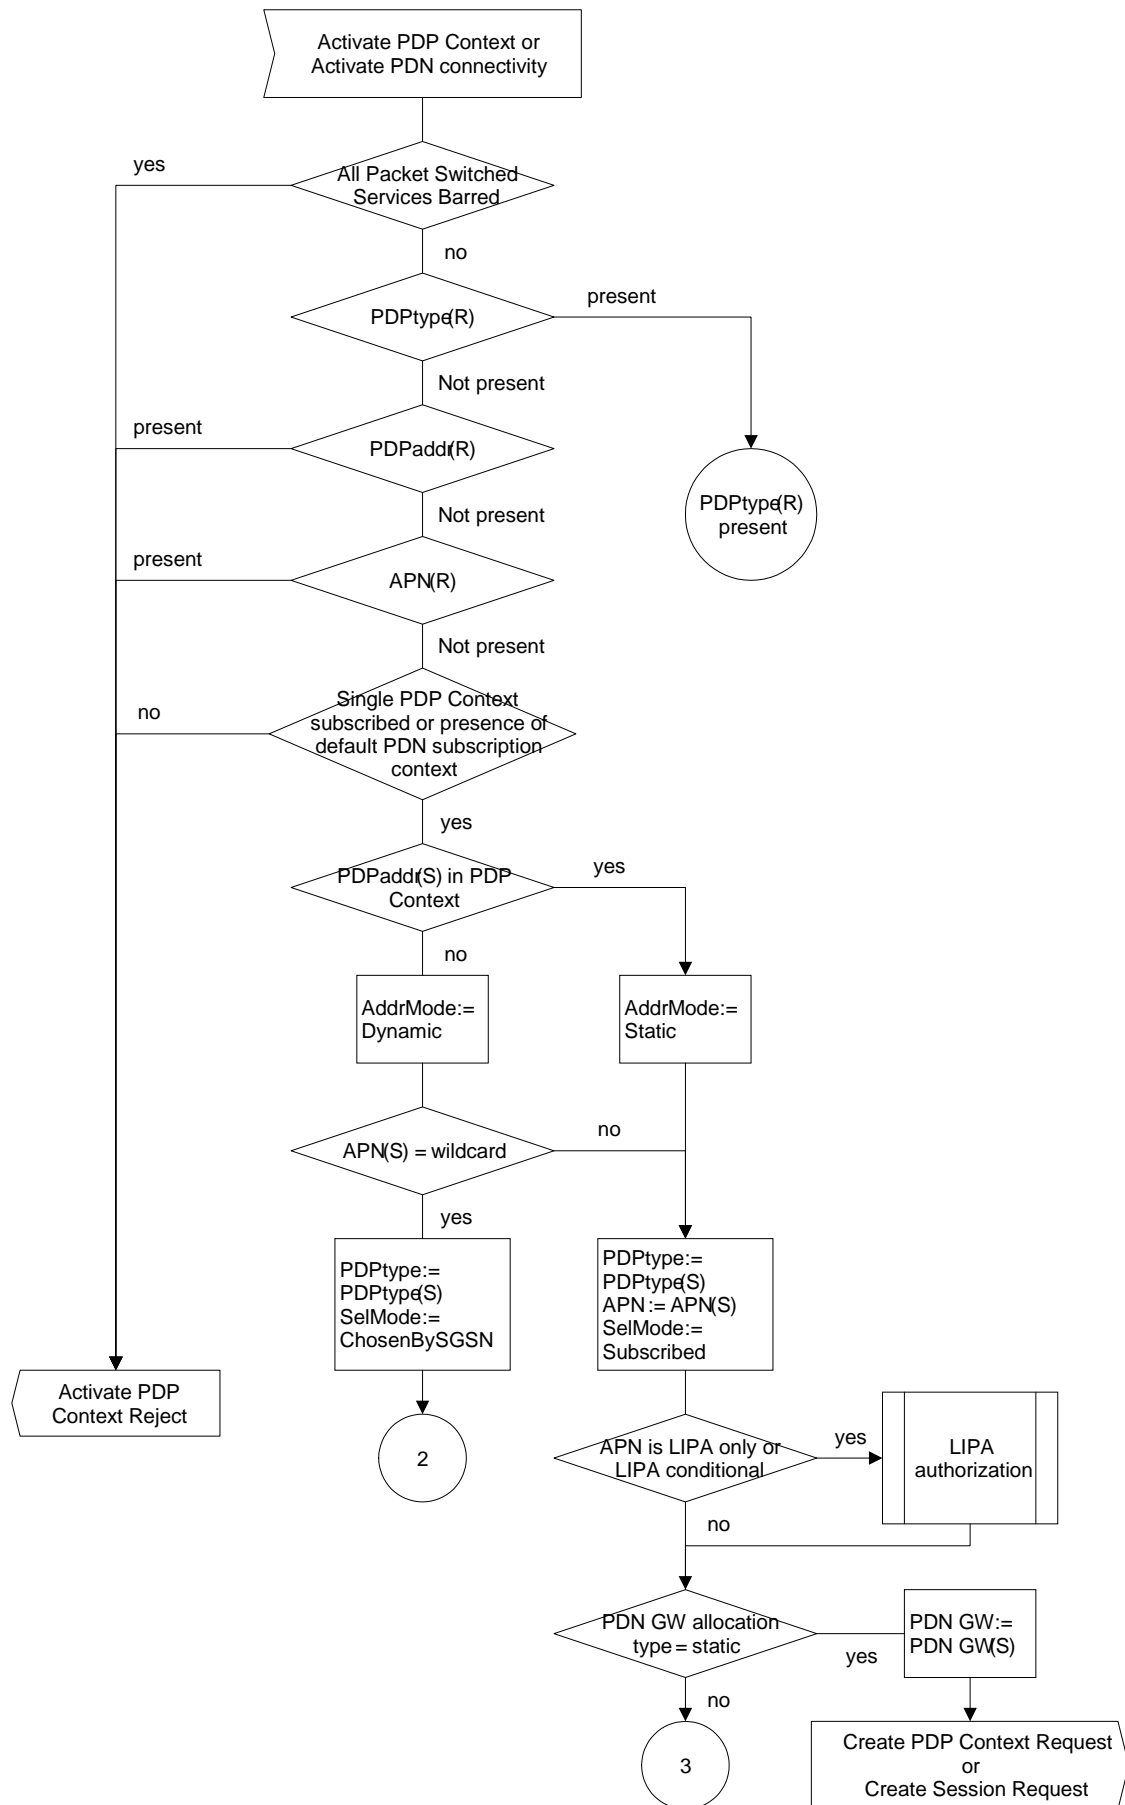 Activate PDP Context or
Activate PDN connectivity
yes
All Packet Switched
Services Barred
no
PDPtype(R)
present
Not present
present
PDPaddr(R)
PDPtype(R)
present
Not present
present
APN(R)
Not present
no
Single PDP Context
subscribed or presence of
default PDN subscription
context
yes
PDPaddr(S) in PDP
Context
yes
no
AddrMode:=
Dynamic
AddrMode:=
Static
APN(S) = wildcard
no
yes
PDPtype:=
PDPtype(S)
SelMode:=
ChosenBySGSN
PDPtype:=
PDPtype(S)
APN := APN(S)
SelMode:=
Subscribed
Activate PDP
Context Reject
2
APN is LIPA only or
LIPA conditional
yes
LIPA
authorization
no
PDN GW allocation
type = static
yes
PDN GW:=
PDN GW(S)
no
3
Create PDP Context Request
or
Create Session Request